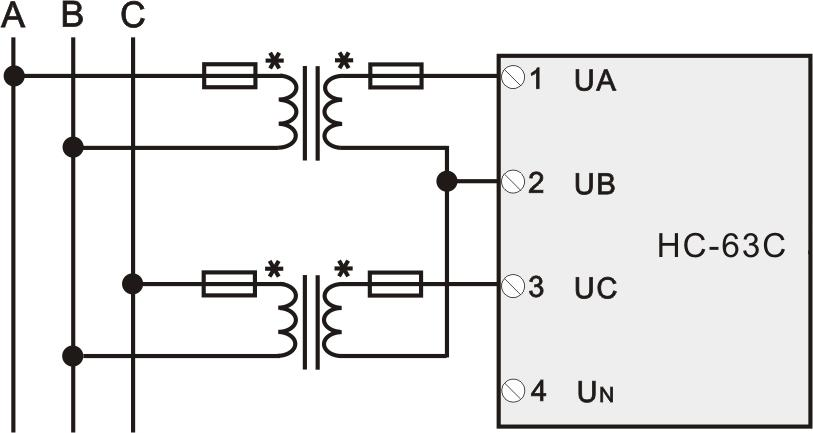 A B C
* *
1 UA
2 UB
HC-63C
* *
3 UC
4 UN